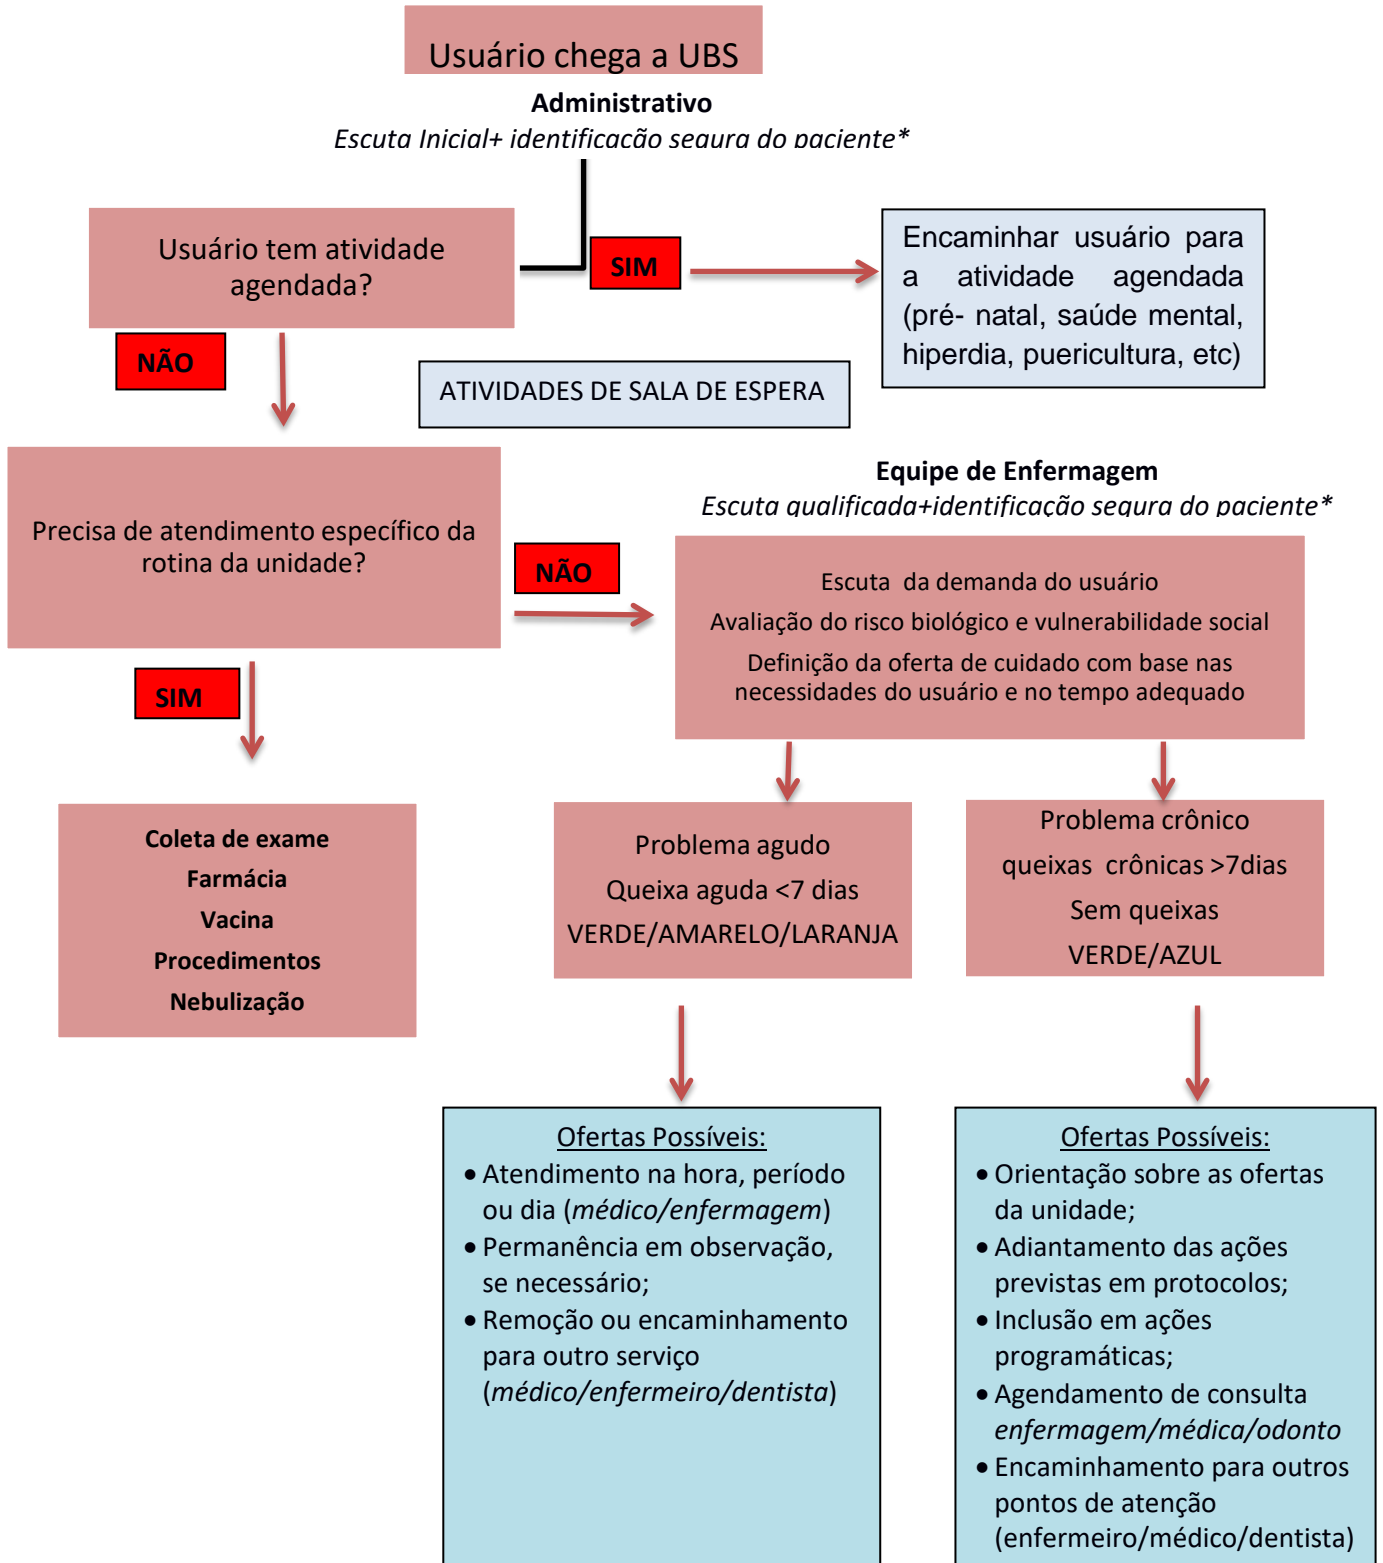 Usuário chega a UBS
Administrativo
Escuta Inicial+ identificação segura do paciente*
Usuário tem atividade
agendada?
SIM
Encaminhar usuário para
a atividade agendada
(pré- natal, saúde mental,
hiperdia, puericultura, etc)
NÃO
ATIVIDADES DE SALA DE ESPERA
Equipe de Enfermagem
Escuta qualificada+identificação segura do paciente*
Precisa de atendimento específico da
rotina da unidade?
NÃO
Escuta da demanda do usuário
Avaliação do risco biológico e vulnerabilidade social
Definição da oferta de cuidado com base nas
necessidades do usuário e no tempo adequado
SIM
Coleta de exame
Farmácia
Vacina
Procedimentos
Nebulização
Problema agudo
Queixa aguda <7 dias
VERDE/AMARELO/LARANJA
Problema crônico
queixas crônicas >7dias
Sem queixas
VERDE/AZUL
Ofertas Possíveis:
• Atendimento na hora, período
ou dia (médico/enfermagem)
• Permanência em observação,
se necessário;
• Remoção ou encaminhamento
para outro serviço
(médico/enfermeiro/dentista)
Ofertas Possíveis:
• Orientação sobre as ofertas
da unidade;
• Adiantamento das ações
previstas em protocolos;
• Inclusão em ações
programáticas;
• Agendamento de consulta
enfermagem/médica/odonto
• Encaminhamento para outros
pontos de atenção
(enfermeiro/médico/dentista)